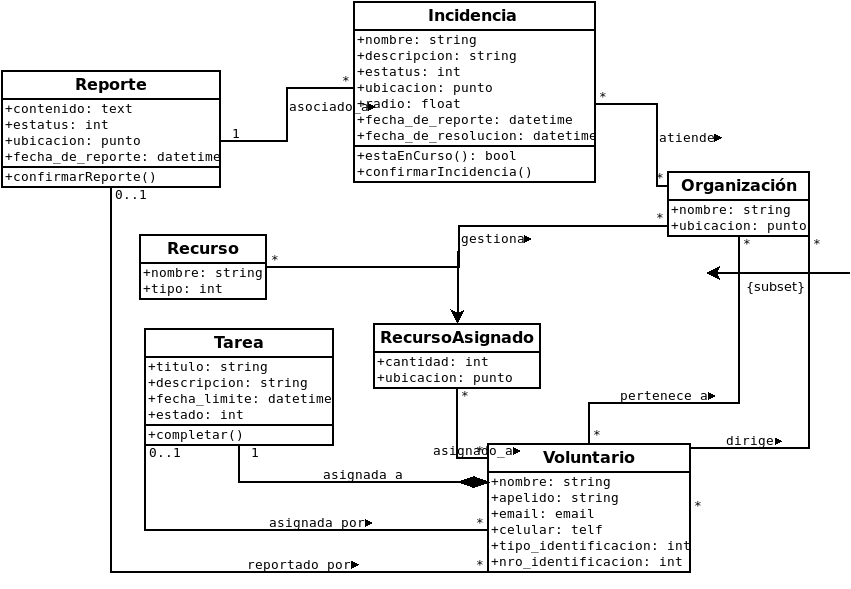 Incidencia
+nombre: string
+descripcion: string
+estatus: int
+ubicacion: punto
+radio: float
+fecha_de_reporte: datetime
+fecha_de_resolucion: datetime
+estaEnCurso(): bool
+confirmarIncidencia()
Reporte
+contenido: text
+estatus: int
+ubicacion: punto
+fecha_de_reporte: datetime
+confirmarReporte()
1
*
asociado_a
0..1
*
atiende
*
Organización
+nombre: string
+ubicacion: punto
*
gestiona
*
*
*
{subset}
Recurso
+nombre: string
+tipo: int
RecursoAsignado
+cantidad: int
+ubicacion: punto
*
asignado_a
*
Tarea
+titulo: string
+descripcion: string
+fecha_limite: datetime
+estado: int
+completar()
0..1
1
pertenece a
*
dirige
*
asignada a
asignada por
*
reportado por
*
Voluntario
+nombre: string
+apelido: string
+email: email
+celular: telf
+tipo_identificacion: int
+nro_identificacion: int